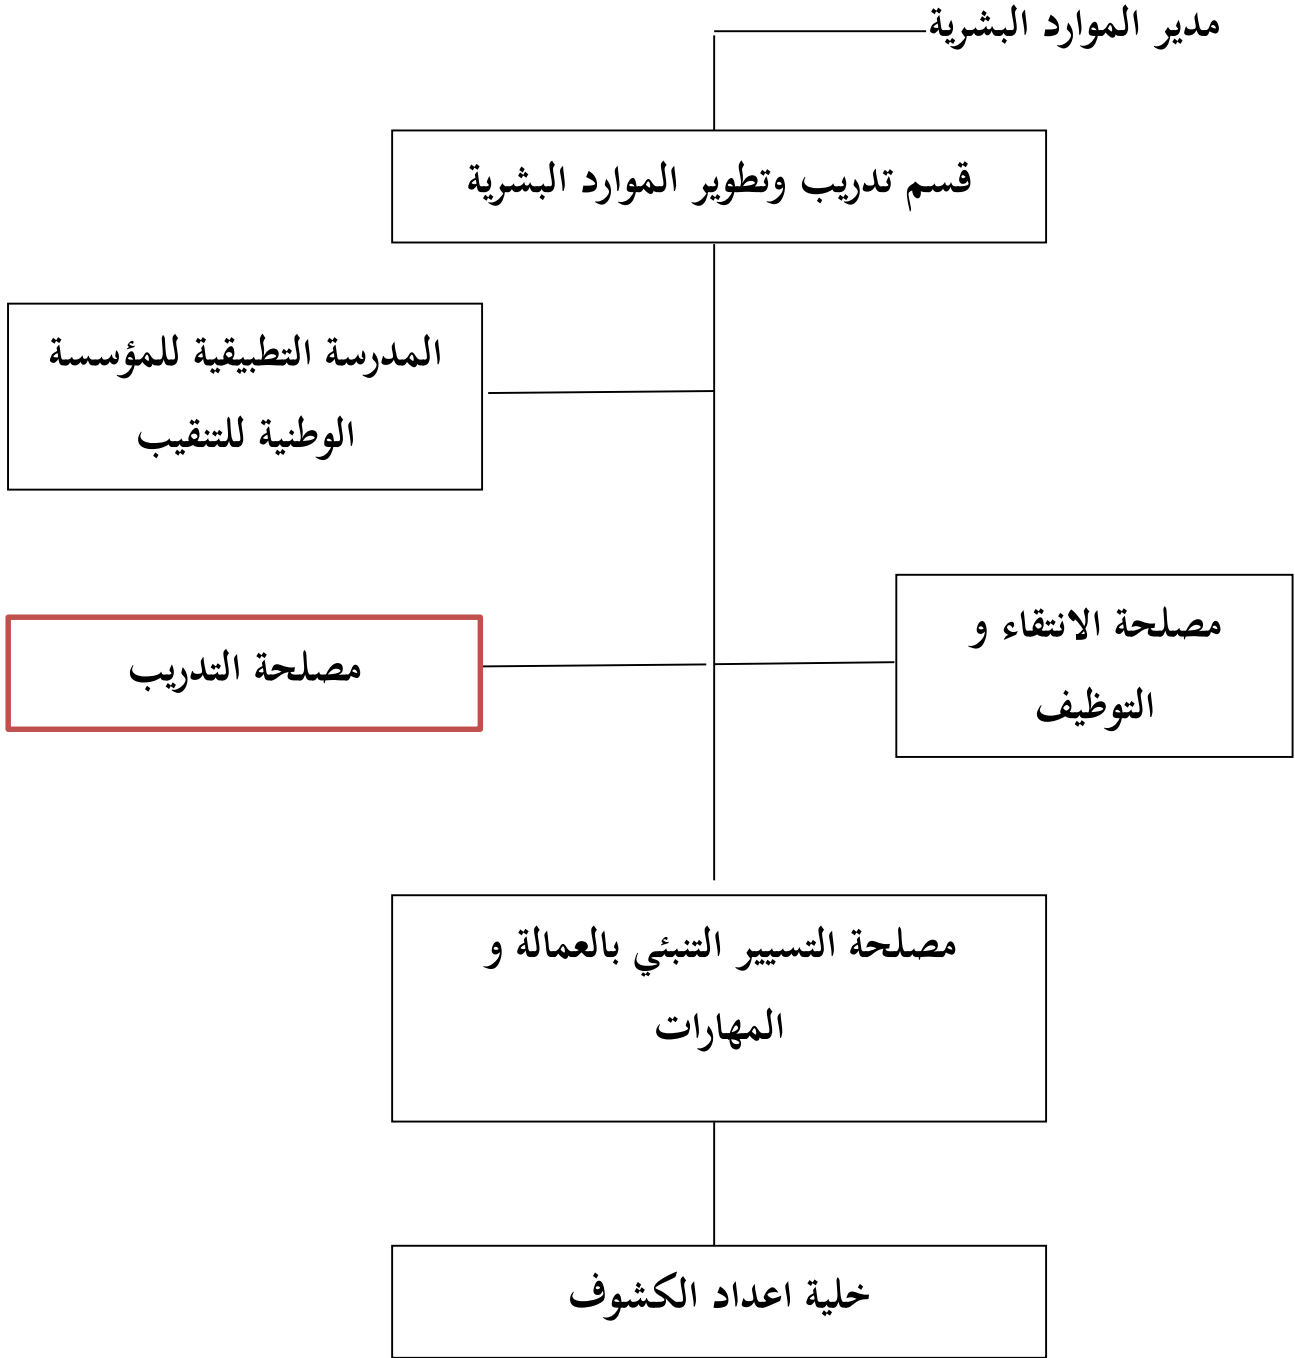 مدير الموارد البشرية
قسم تدريب وتطوير الموارد البشرية
المدرسة التطبيقية للمؤسسة
الوطنية للتنقيب
مصلحة الانتقاء و
التوظيف
مصلحة التدريب
مصلحة التسيير التنبئي بالعمالة و
المهارات
خلية اعداد الكشوف